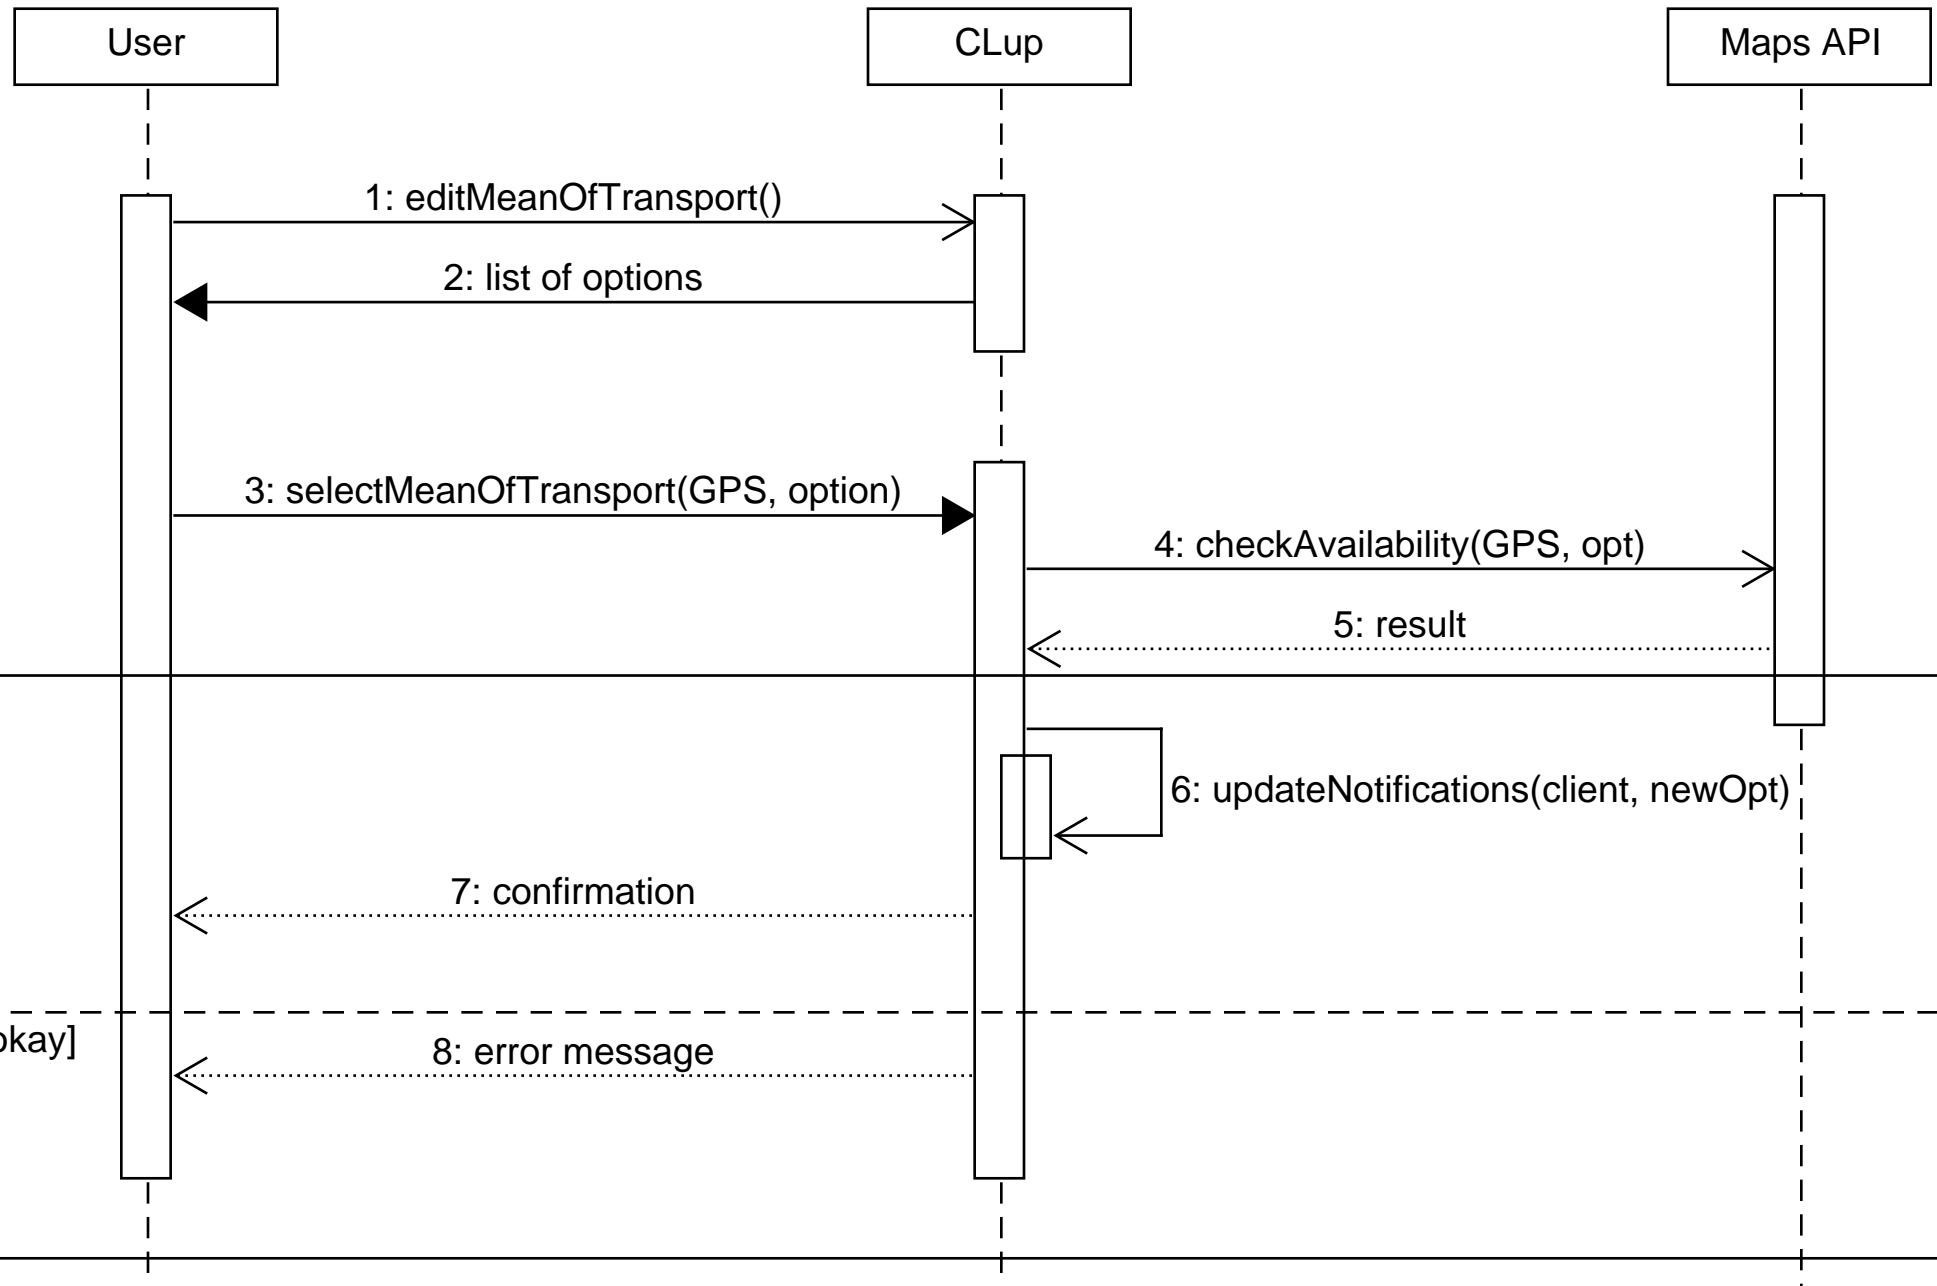 User
CLup
Maps API
1: editMeanOfTransport()
2: list of options
3: selectMeanOfTransport(GPS, option)
4: checkAvailability(GPS, opt)
5: result
6: updateNotifications(client, newOpt)
7: confirmation
okay]
8: error message